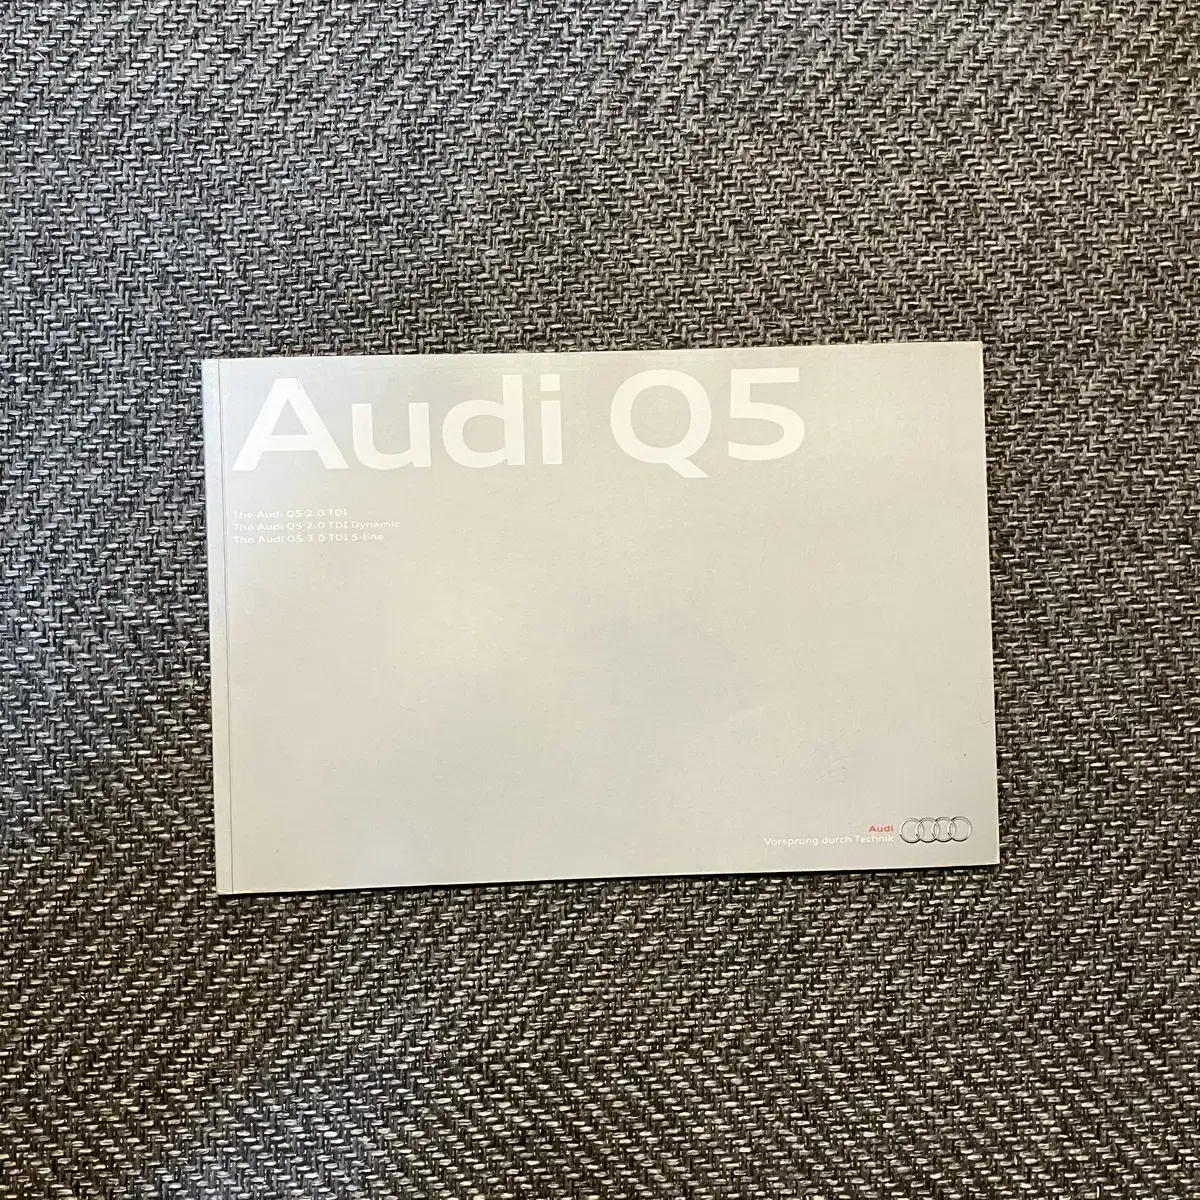 Audi Q5
The Audi Q5 2.0 TDI
The Audi Q5 2.0 TDI Dynamic
The Audi Q5 3.0 TDI S-line
Audi
Vorsprung durch Technik